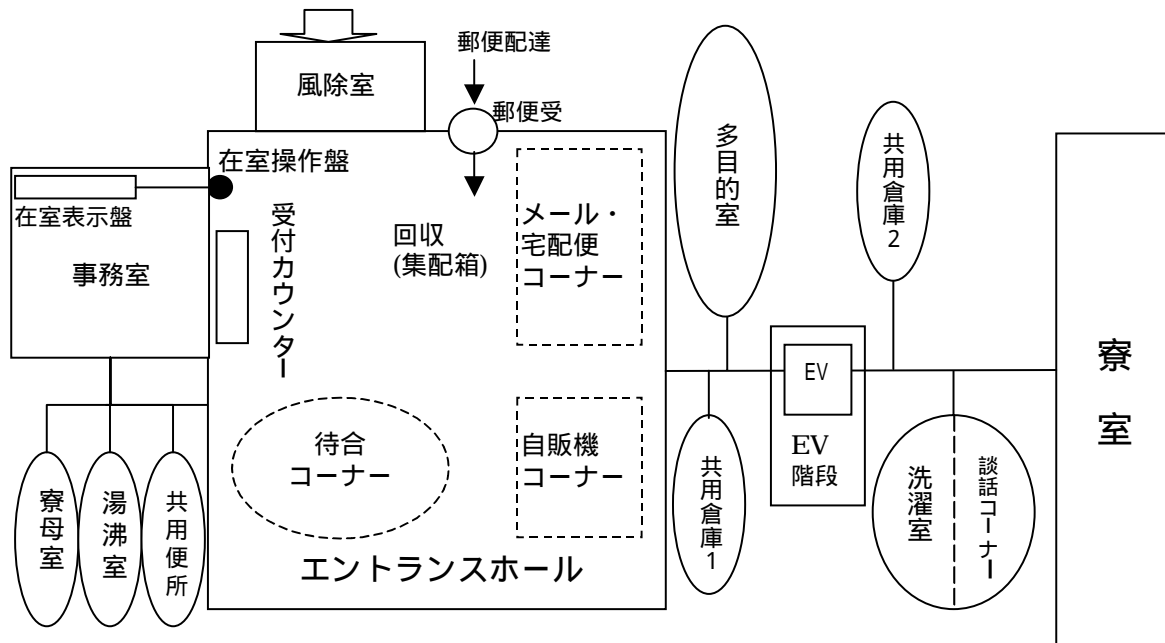 郵便配達
風除室
郵便受
在室操作盤
在室表示盤
事務室
受付カウンター
回収
(集配箱)
メール・
宅配便
コーナー
多目的室
共用倉庫2
EV
EV
階段
寮室
待合
コーナー
自販機
コーナー
共用倉庫1
洗濯室
談話コーナー
寮母室
湯沸室
共用便所
エントランスホール